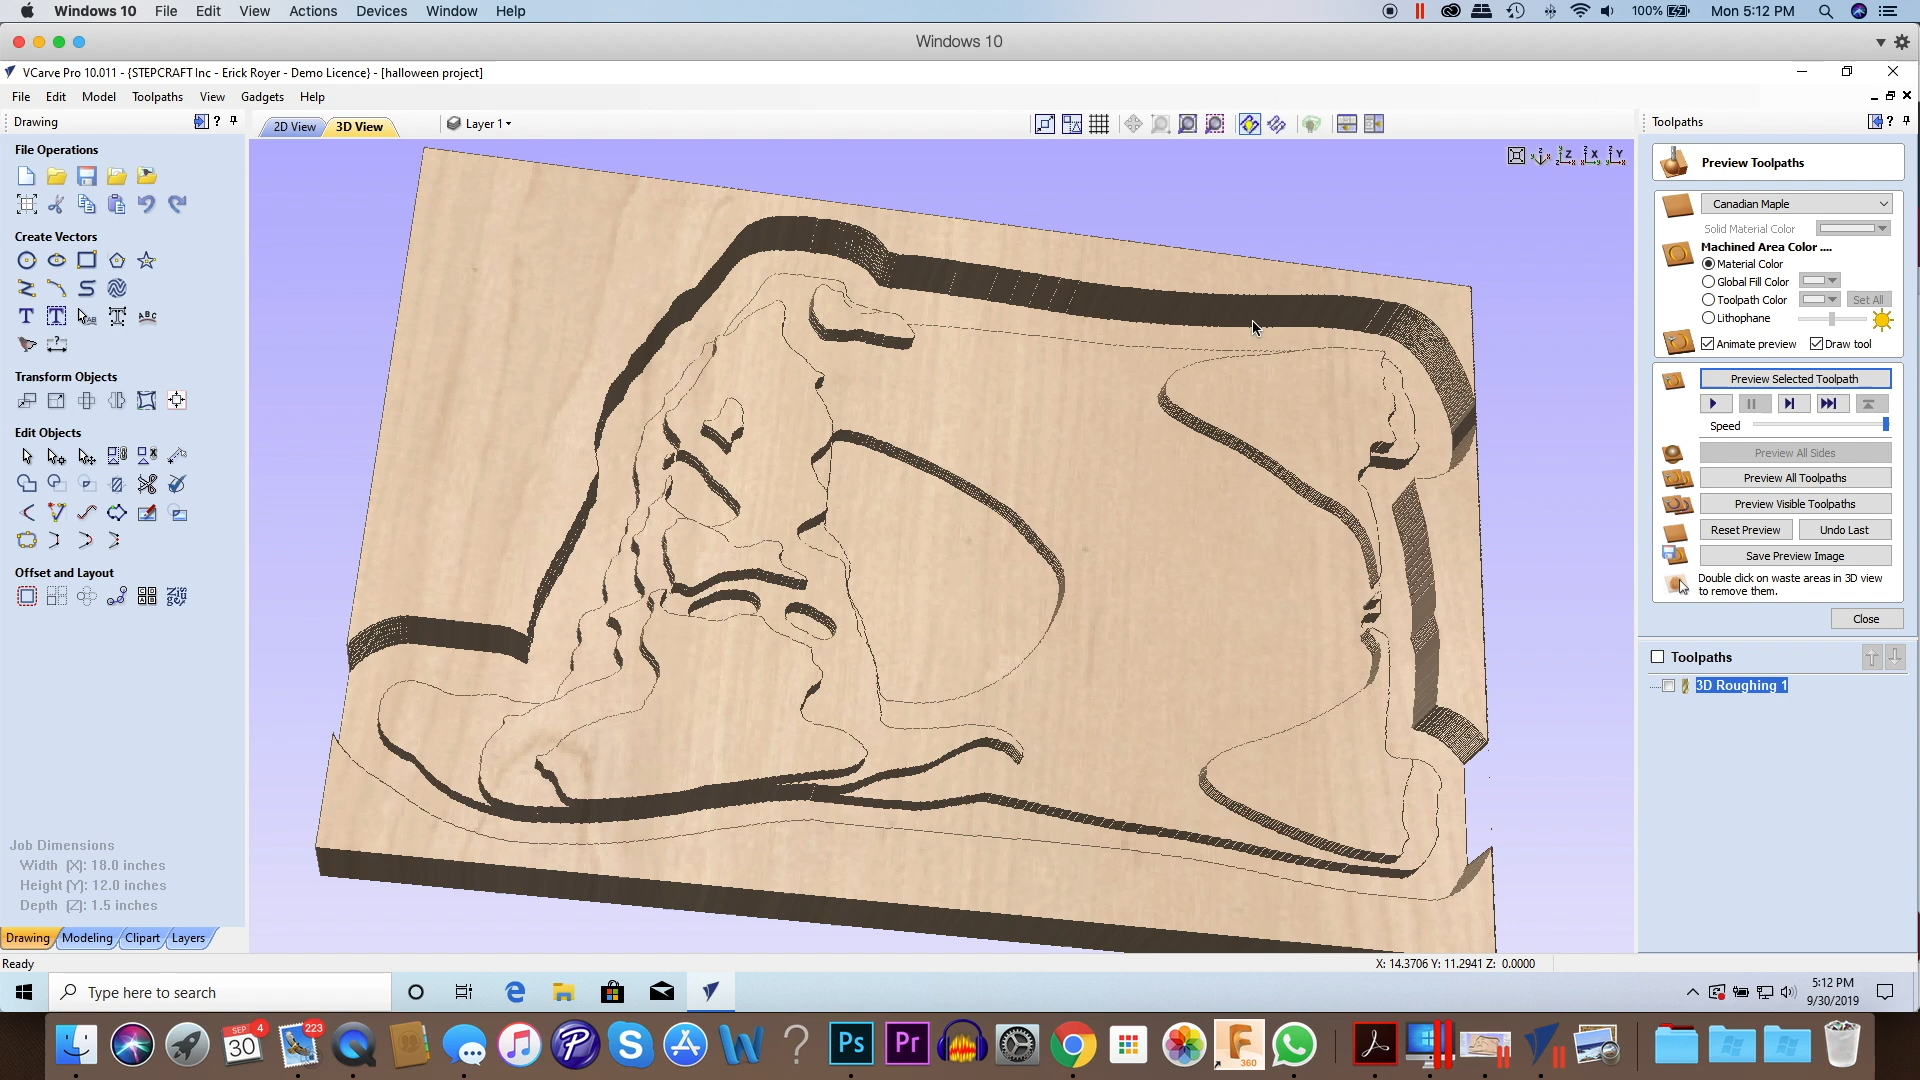 Windows 10 File Edit View Actions Devices Window Help
100% Mon 5:12 PM
Windows 10
VCarve Pro 10.011 - {STEPCRAFT Inc - Erick Royer - Demo Licence} - [halloween project]
File Edit Model Toolpaths View Gadgets Help
Drawing
2D View 3D View
Layer 1
Toolpaths
File Operations
Create Vectors
Transform Objects
Edit Objects
Offset and Layout
Job Dimensions
Width (X): 18.0 inches
Height (Y): 12.0 inches
Depth (Z): 1.5 inches
Drawing Modeling Clipart Layers
Preview Toolpaths
Canadian Maple
Solid Material Color
Machined Area Color ....
Material Color
Global Fill Color
Toolpath Color Set All
Lithophane
Animate preview Draw tool
Preview Selected Toolpath
Speed
Preview All Sides
Preview All Toolpaths
Preview Visible Toolpaths
Reset Preview Undo Last
Save Preview Image
Double click on waste areas in 3D view
to remove them.
Close
Toolpaths
3D Roughing 1
Ready
X: 14.3706 Y: 11.2941 Z: 0.0000
Type here to search
5:12 PM
9/30/2019
SEP 4
30
223
Ps
Pr
360